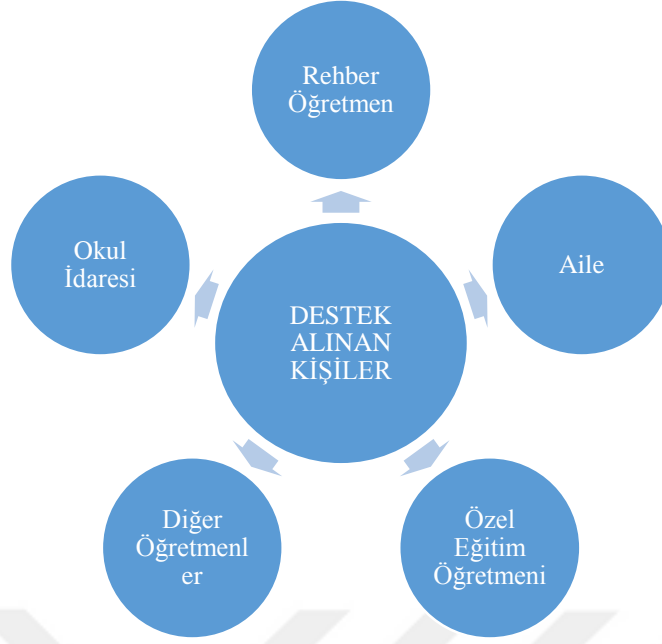 Rehber
Öğretmen
Okul
İdaresi
Aile
DESTEK
ALINAN
KİŞİLER
Diğer
Öğretmenl
er
Özel
Eğitim
Öğretmeni